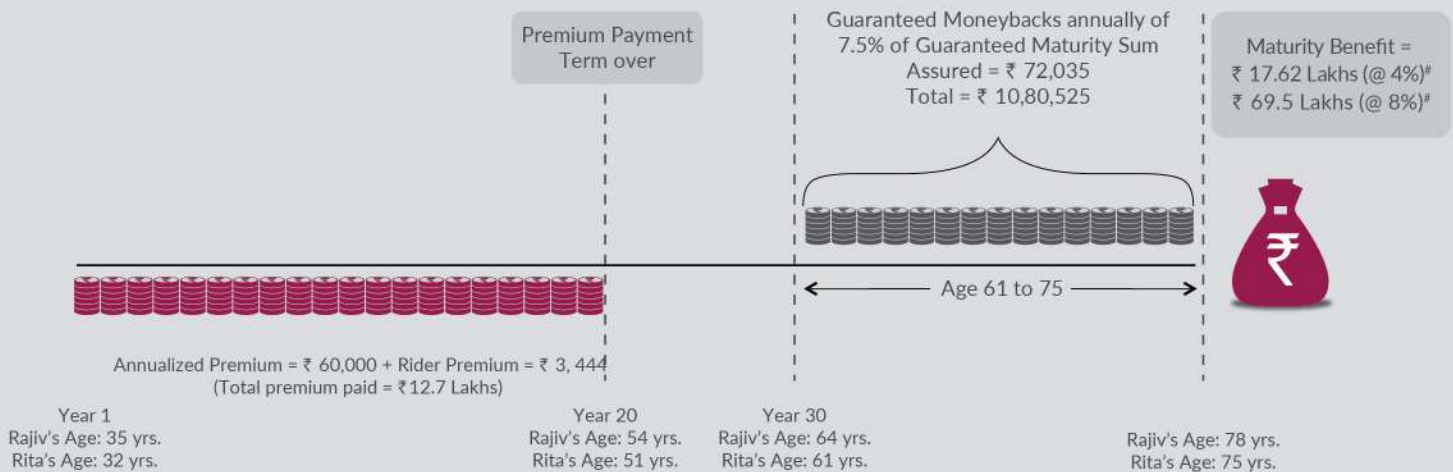 Premium Payment
Term over
Guaranteed Moneybacks annually of
7.5% of Guaranteed Maturity Sum
Assured = ₹ 72,035
Total = ₹ 10,80,525
Maturity Benefit =
₹ 17.62 Lakhs (@ 4%)#
₹ 69.5 Lakhs (@ 8%)#
₹
Age 61 to 75
Annualized Premium = ₹ 60,000 + Rider Premium = ₹ 3, 444
(Total premium paid = ₹12.7 Lakhs)
Year 1
Rajiv's Age: 35 yrs.
Rita's Age: 32 yrs.
Year 20
Rajiv's Age: 54 yrs.
Rita's Age: 51 yrs.
Year 30
Rajiv's Age: 64 yrs.
Rita's Age: 61 yrs.
Rajiv's Age: 78 yrs.
Rita's Age: 75 yrs.